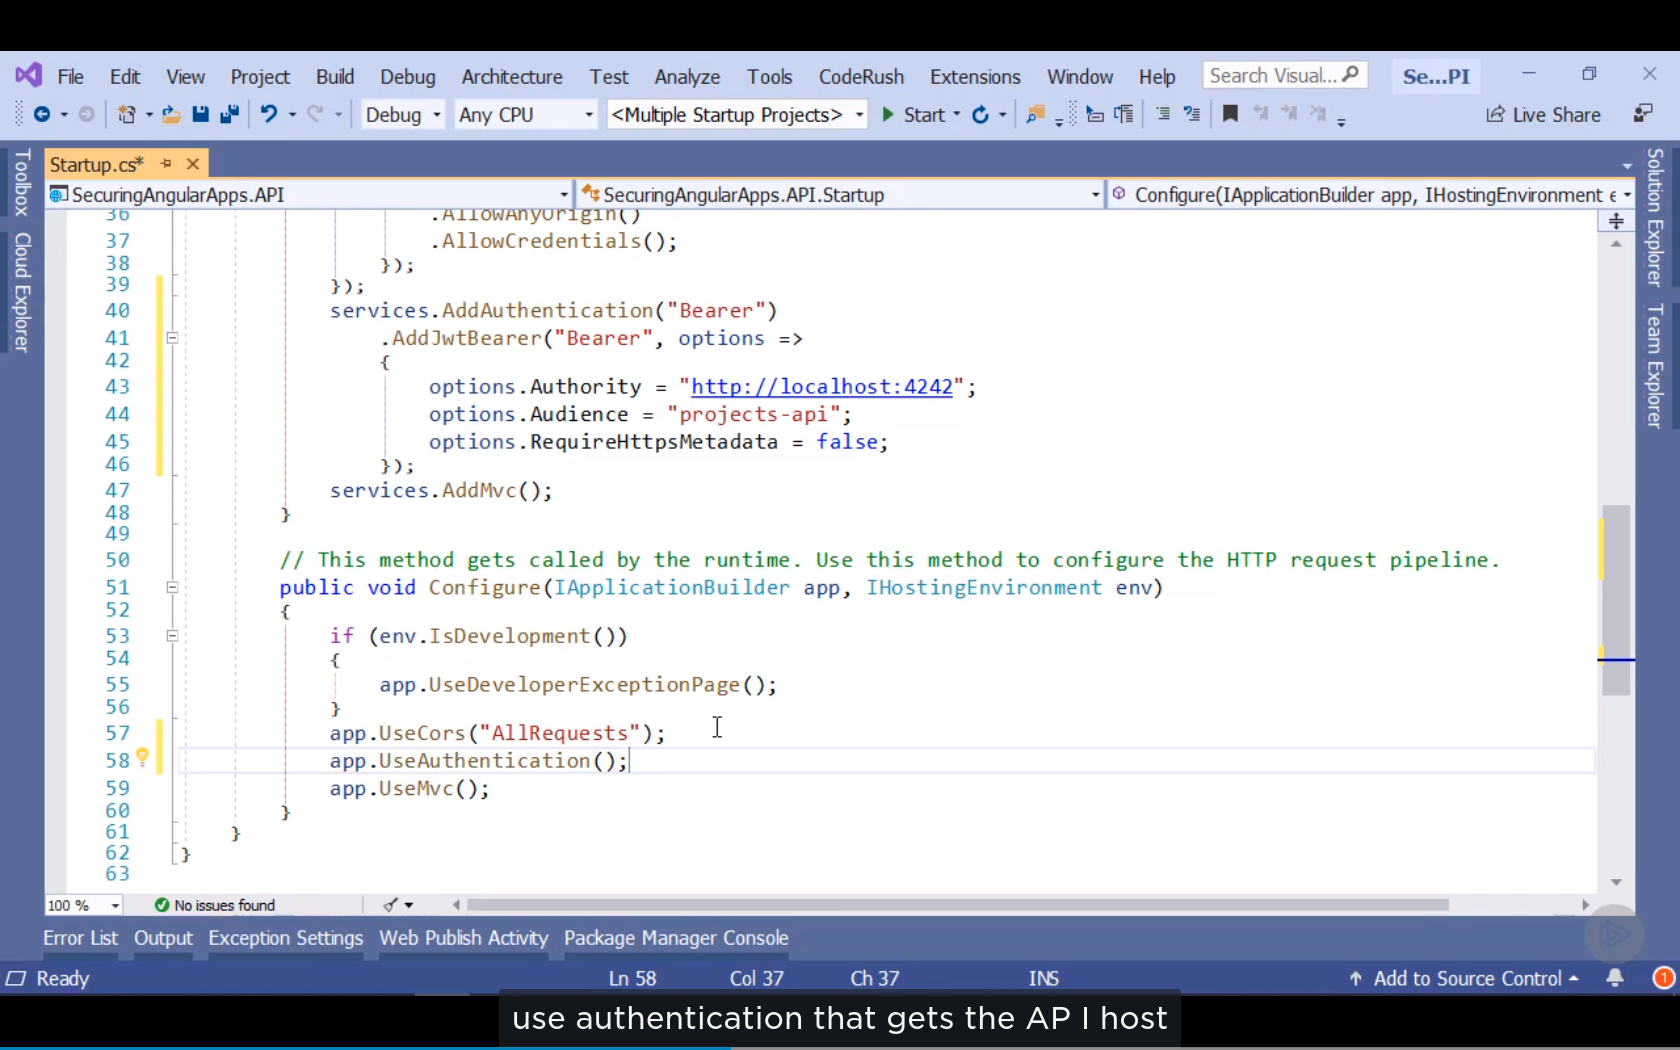 File Edit View Project Build Debug Architecture Test Analyze Tools CodeRush Extensions Window Help Search Visual... Se...PI
Debug Any CPU <Multiple Startup Projects> Start Live Share
Startup.cs*
SecuringAngularApps.API SecuringAngularApps.API.Startup Configure(IApplicationBuilder app, IHostingEnvironment e
Toolbox
Cloud Explorer
Solution Explorer
Team Explorer
36 .AllowAnyOrigin()
37 .AllowCredentials();
38 });
39 });
40 services.AddAuthentication("Bearer")
41 .AddJwtBearer("Bearer", options =>
42 {
43 options.Authority = "http://localhost:4242";
44 options.Audience = "projects-api";
45 options.RequireHttpsMetadata = false;
46 });
47 services.AddMvc();
48 }
49
50 // This method gets called by the runtime. Use this method to configure the HTTP request pipeline.
51 public void Configure(IApplicationBuilder app, IHostingEnvironment env)
52 {
53 if (env.IsDevelopment())
54 {
55 app.UseDeveloperExceptionPage();
56 }
57 app.UseCors("AllRequests");
58 app.UseAuthentication();
59 app.UseMvc();
60 }
61 }
62 }
63
100 % No issues found
Error List Output Exception Settings Web Publish Activity Package Manager Console
Ready Ln 58 Col 37 Ch 37 INS Add to Source Control 1
use authentication that gets the AP I host